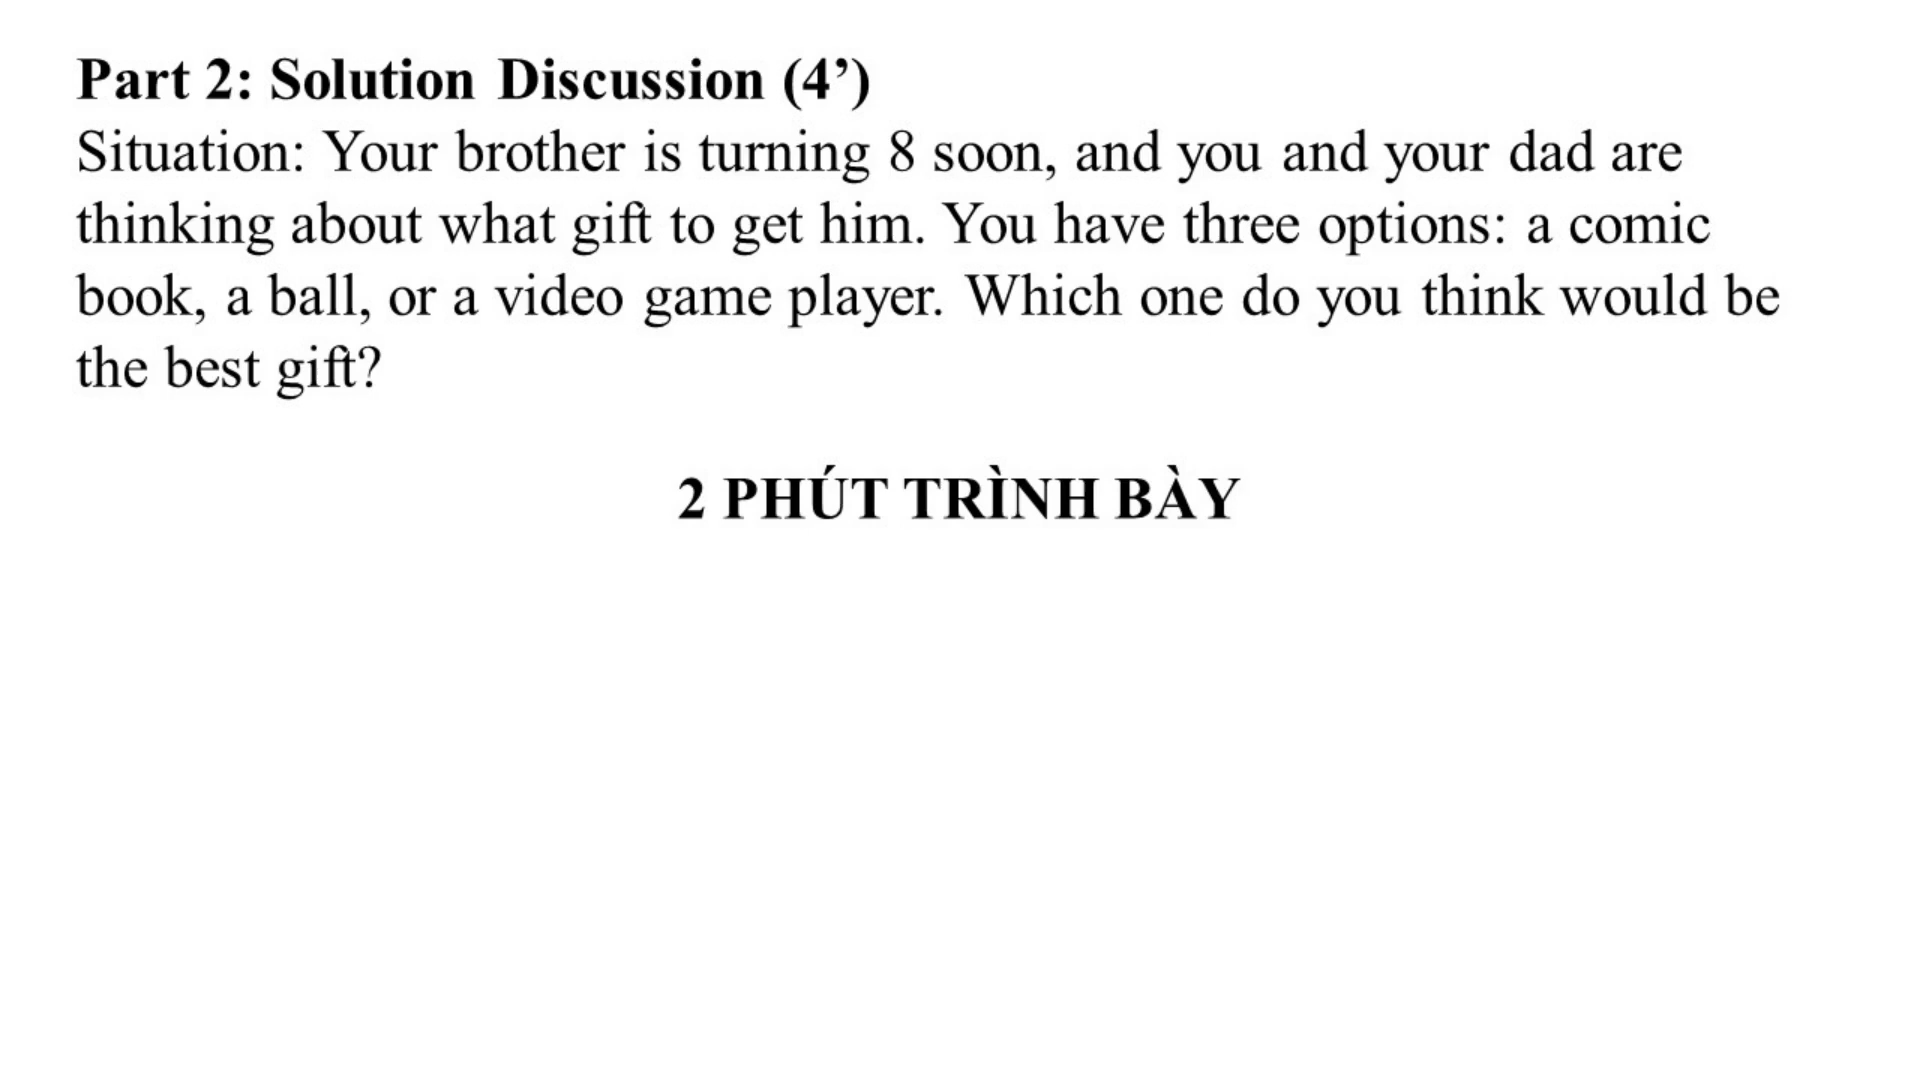 Part 2: Solution Discussion (4’)
Situation: Your brother is turning 8 soon, and you and your dad are
thinking about what gift to get him. You have three options: a comic
book, a ball, or a video game player. Which one do you think would be
the best gift?
2 PHÚT TRÌNH BÀY